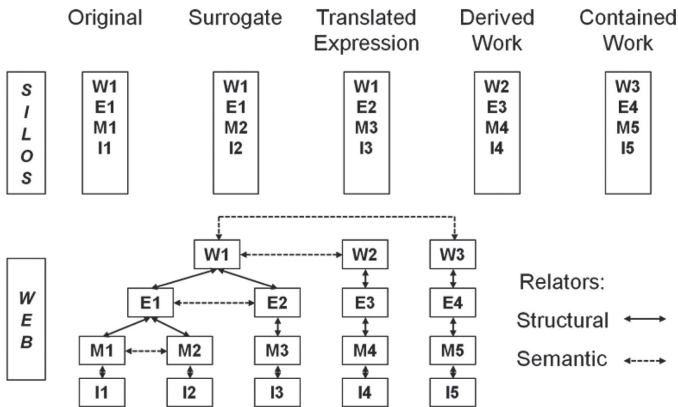 Original Surrogate Translated Expression Derived Work Contained Work
SILOS
W1 W1 W1 W2 W3
E1 E1 E2 E3 E4
M1 M2 M3 M4 M5
I1 I2 I3 I4 I5
WEB
W1 W2 W3
E1 E2 E3 E4
M1 M2 M3 M4 M5
I1 I2 I3 I4 I5
Relators:
Structural
Semantic